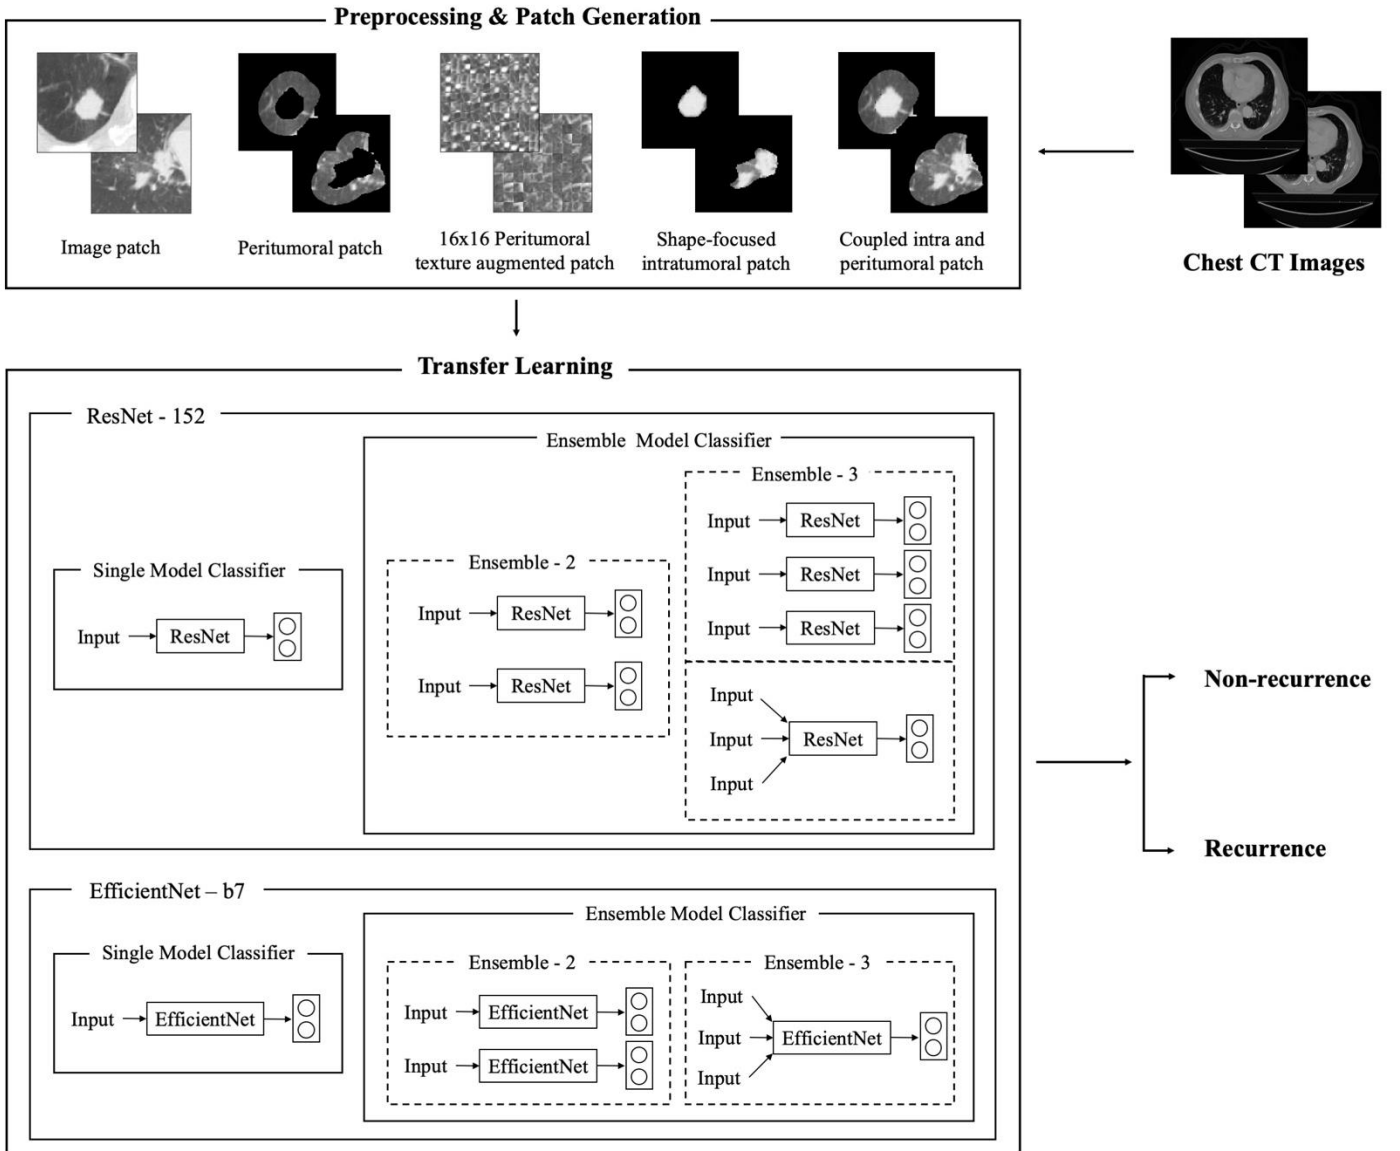 Preprocessing & Patch Generation
Image patch
Peritumoral patch
16x16 Peritumoral
texture augmented patch
Shape-focused
intratumoral patch
Coupled intra and
peritumoral patch
Chest CT Images
Transfer Learning
ResNet - 152
Single Model Classifier
Input
ResNet
Ensemble Model Classifier
Ensemble - 2
Input
ResNet
Input
ResNet
Ensemble - 3
Input
ResNet
Input
ResNet
Input
ResNet
Input
Input
Input
ResNet
EfficientNet – b7
Single Model Classifier
Input
EfficientNet
Ensemble Model Classifier
Ensemble - 2
Input
EfficientNet
Input
EfficientNet
Ensemble - 3
Input
Input
Input
EfficientNet
Non-recurrence
Recurrence